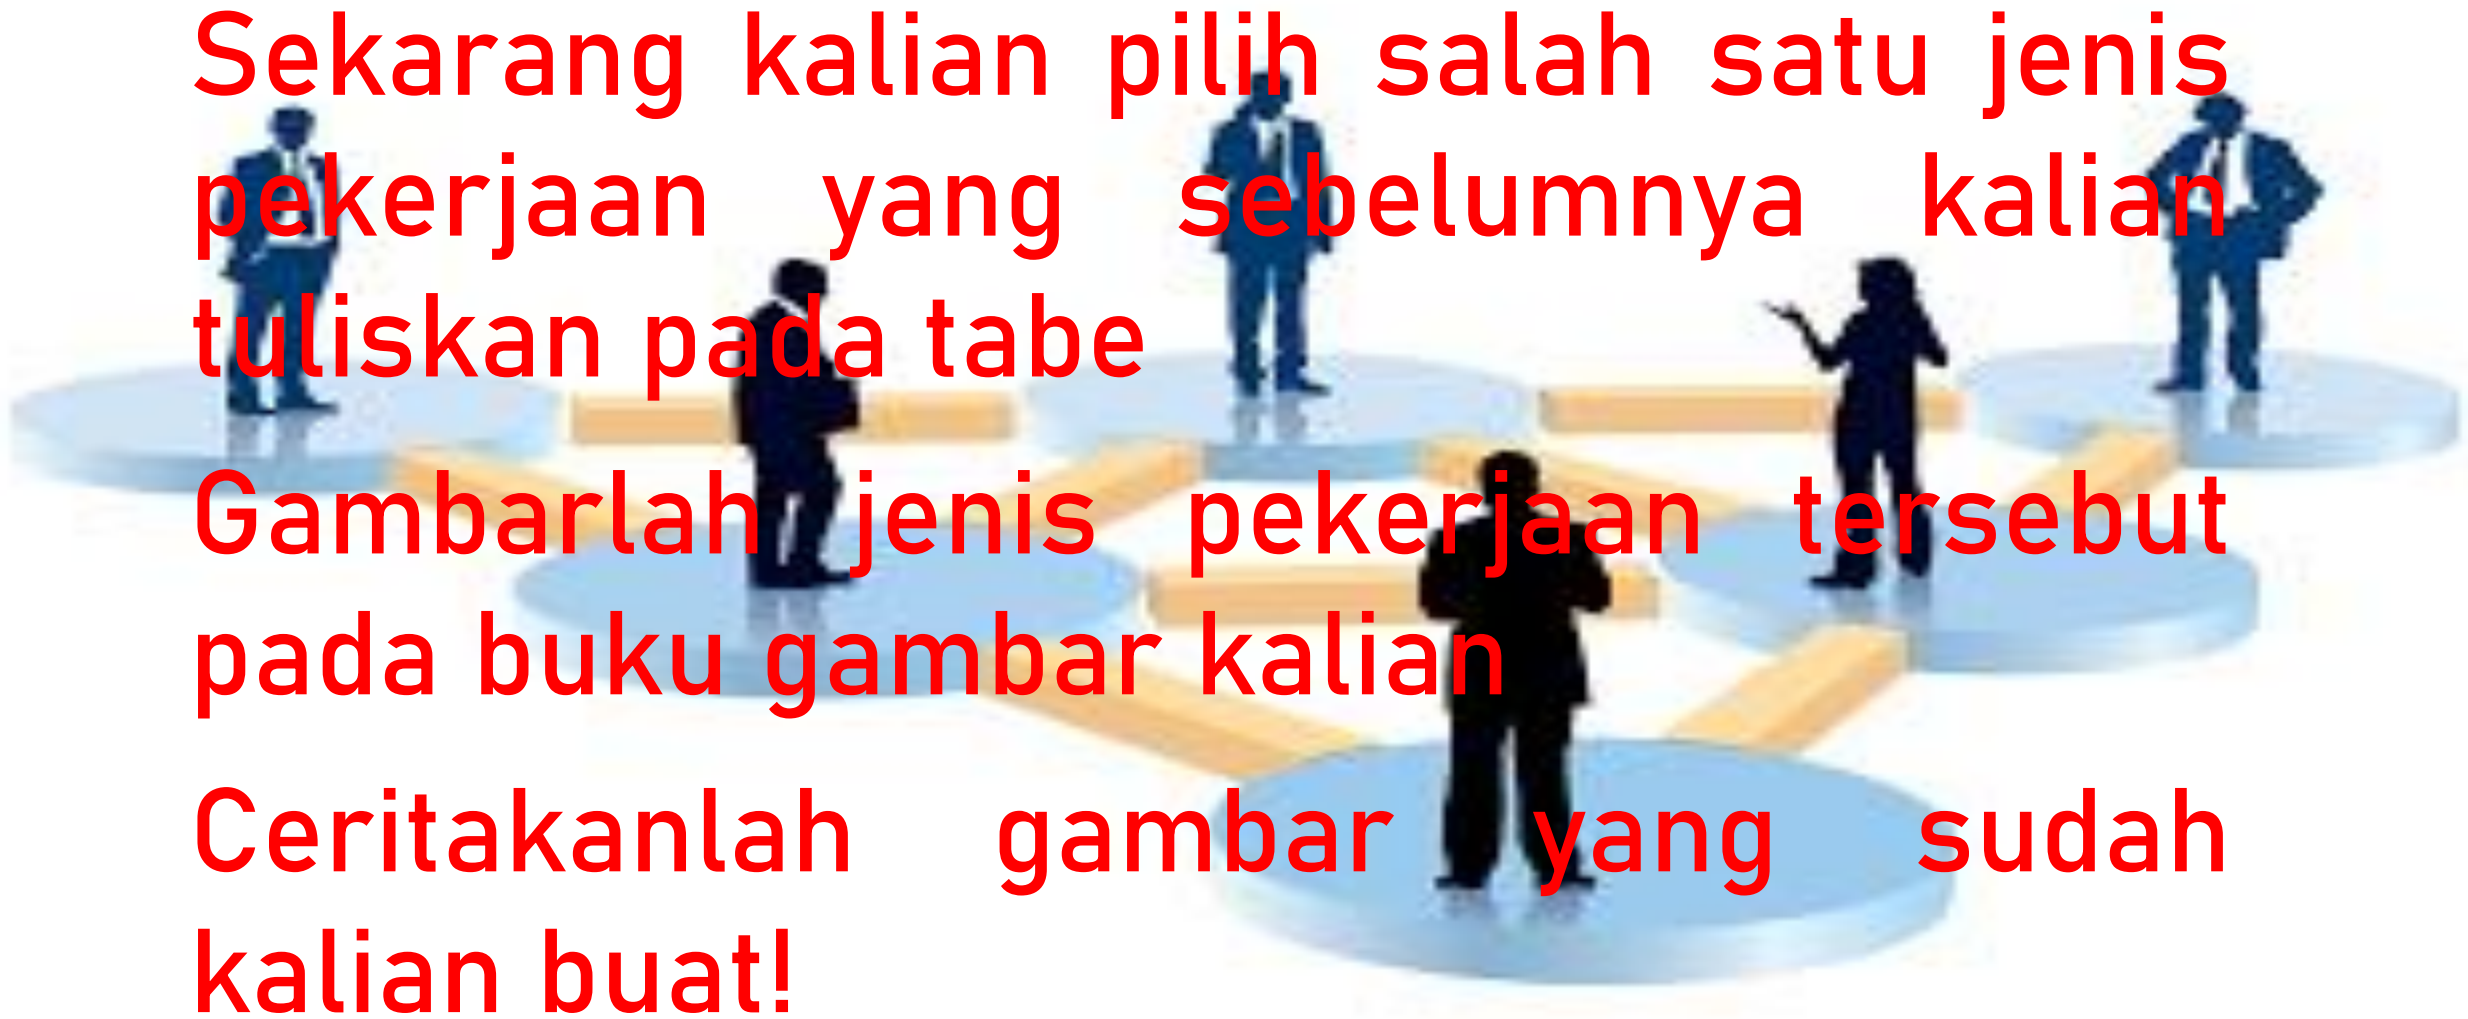 Sekarang kalian pilih salah satu jenis
pekerjaan yang sebelumnya kalian
tuliskan pada tabe
Gambarlah jenis pekerjaan tersebut
pada buku gambar kalian
Ceritakanlah gambar yang sudah
kalian buat!